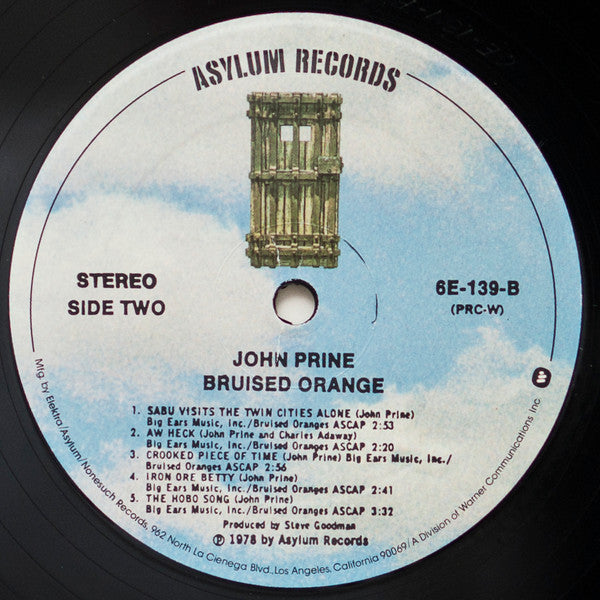 ASYLUM RECORDS
STEREO
SIDE TWO
6E-139-B
(PRC-W)
JOHN PRINE
BRUISED ORANGE
1. SABU VISITS THE TWIN CITIES ALONE (John Prine)
Big Ears Music, Inc./Bruised Oranges ASCAP 2:53
2. AW HECK (John Prine and Charles Adaway)
Big Ears Music, Inc./Bruised Oranges ASCAP 2:20
3. CROOKED PIECE OF TIME (John Prine) Big Ears Music, Inc./
Bruised Oranges ASCAP 2:56
4. IRON ORE BETTY (John Prine)
Big Ears Music, Inc./Bruised Oranges ASCAP 2:41
5. THE HOBO SONG (John Prine)
Big Ears Music, Inc./Bruised Oranges ASCAP 3:32
Produced by Steve Goodman
℗ 1978 by Asylum Records
Mfg. by Elektra/Asylum/Nonesuch Records, 962 North La Cienega Blvd., Los Angeles, California 90069/A Division of Warner Communications Inc.